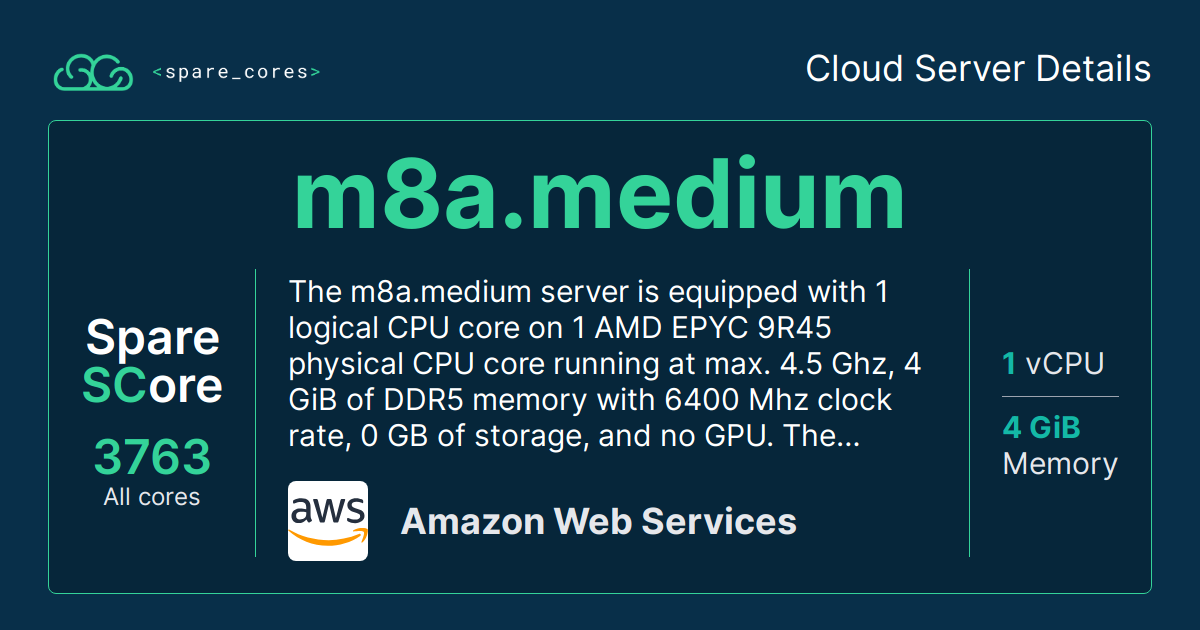 <spare_cores>
Cloud Server Details
m8a.medium
Spare
SCore
3763
All cores
The m8a.medium server is equipped with 1
logical CPU core on 1 AMD EPYC 9R45
physical CPU core running at max. 4.5 Ghz, 4
GiB of DDR5 memory with 6400 Mhz clock
rate, 0 GB of storage, and no GPU. The...
aws
Amazon Web Services
1 vCPU
4 GiB
Memory